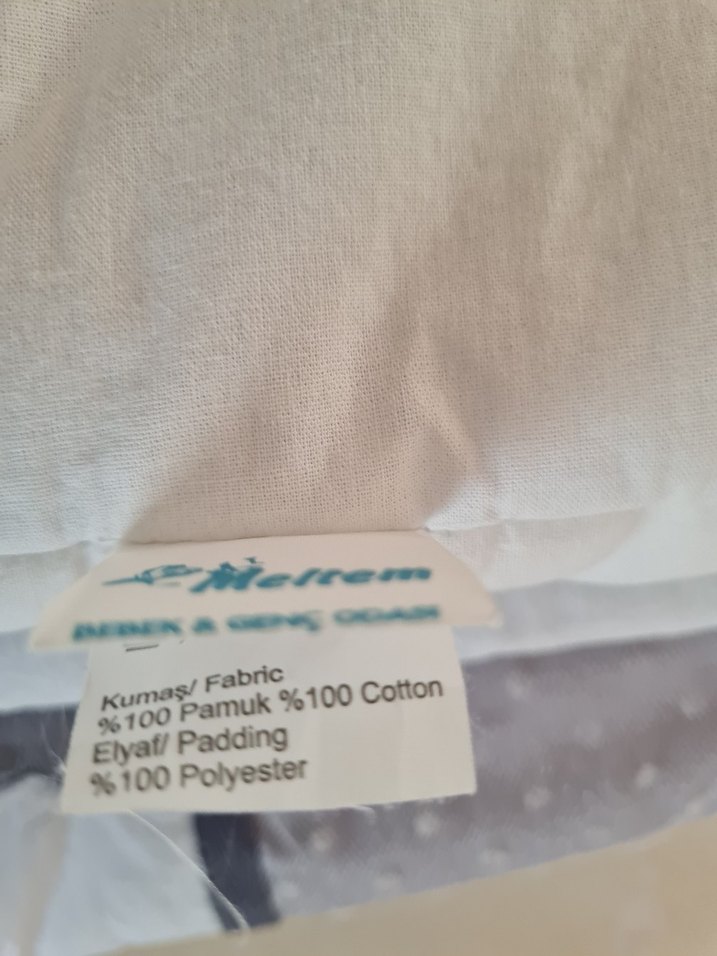 Meltem
BEBEK & GENÇ ODASI
Kumaş/ Fabric
%100 Pamuk %100 Cotton
Elyaf/ Padding
%100 Polyester